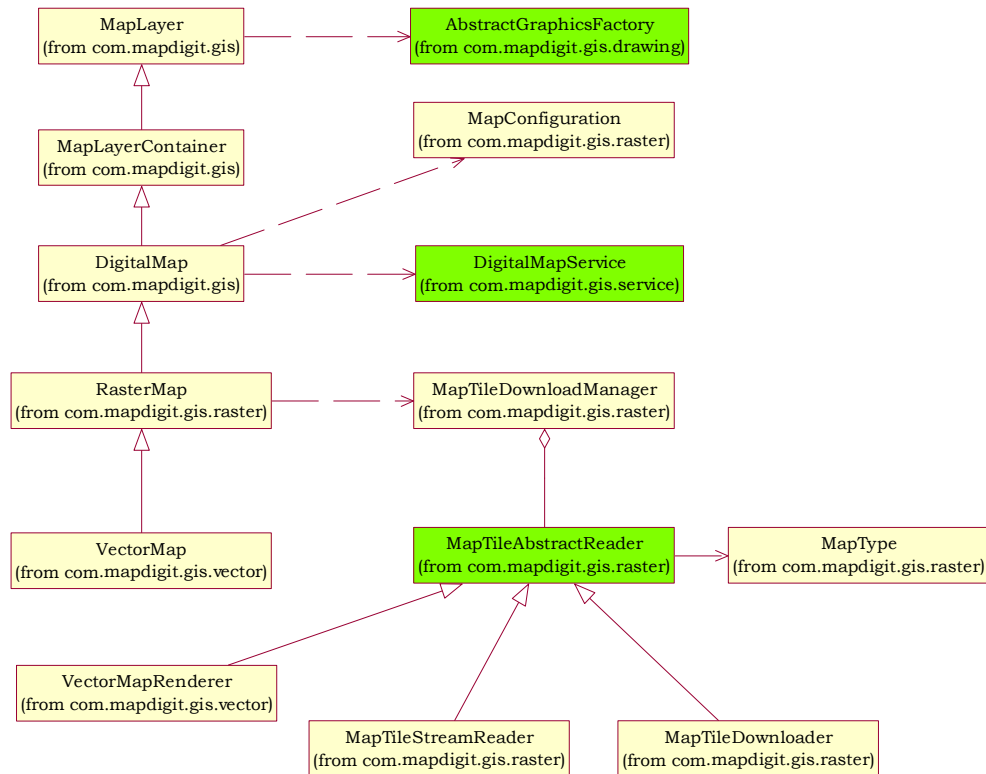 MapLayer
(from com.mapdigit.gis)
AbstractGraphicsFactory
(from com.mapdigit.gis.drawing)
MapConfiguration
(from com.mapdigit.gis.raster)
MapLayerContainer
(from com.mapdigit.gis)
DigitalMap
(from com.mapdigit.gis)
DigitalMapService
(from com.mapdigit.gis.service)
RasterMap
(from com.mapdigit.gis.raster)
MapTileDownloadManager
(from com.mapdigit.gis.raster)
VectorMap
(from com.mapdigit.gis.vector)
MapTileAbstractReader
(from com.mapdigit.gis.raster)
MapType
(from com.mapdigit.gis.raster)
VectorMapRenderer
(from com.mapdigit.gis.vector)
MapTileStreamReader
(from com.mapdigit.gis.raster)
MapTileDownloader
(from com.mapdigit.gis.raster)